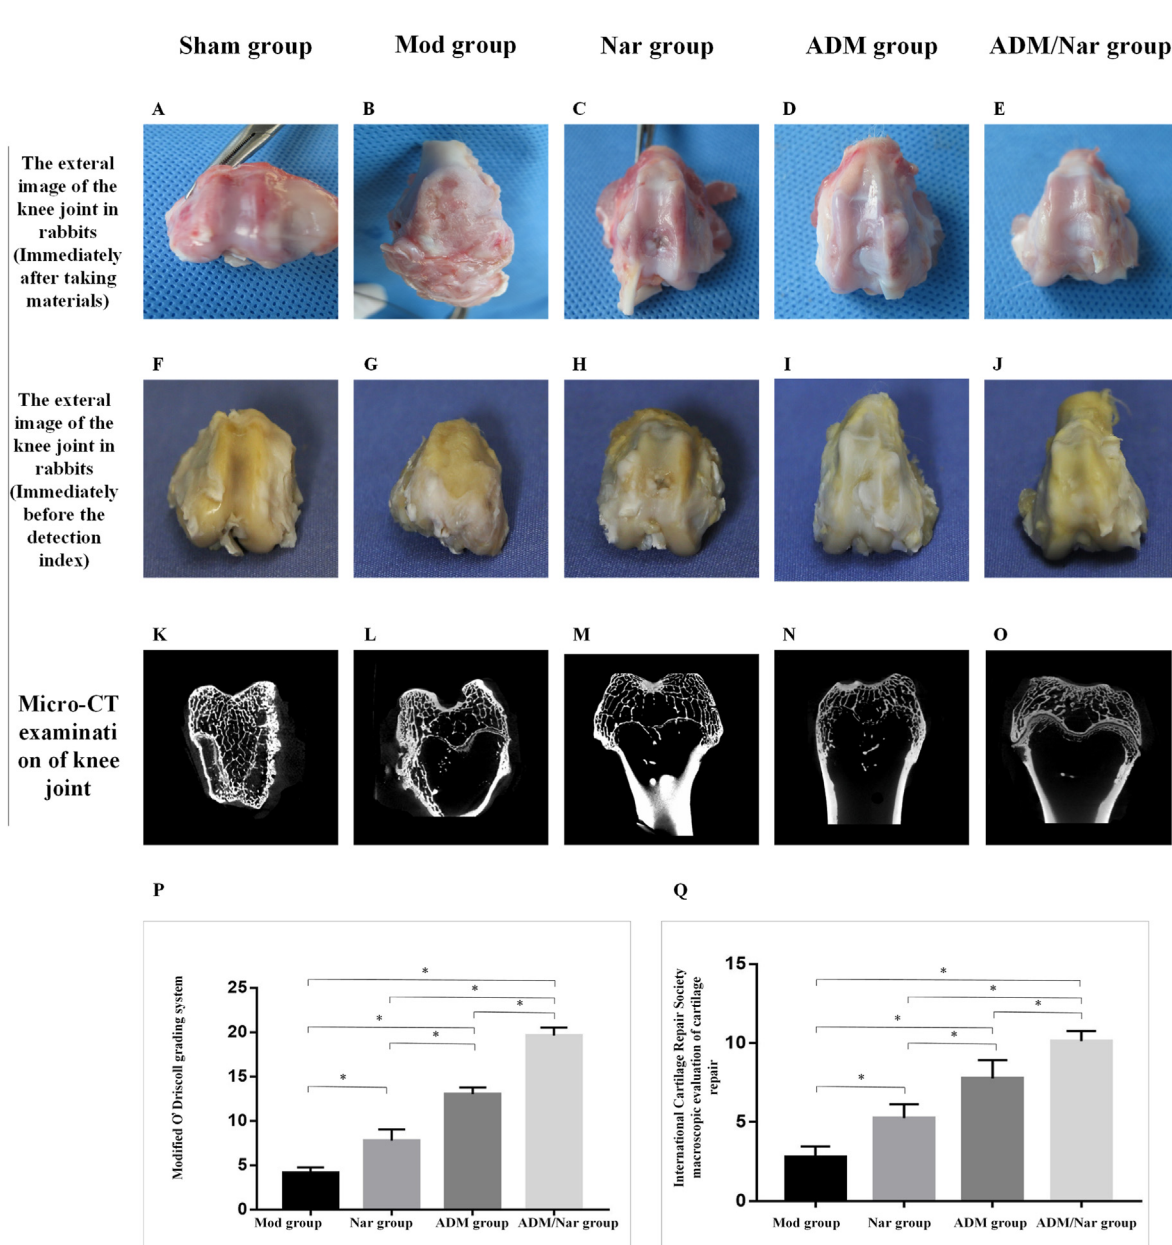 Sham group
Mod group
Nar group
ADM group
ADM/Nar group
A
B
C
D
E
The exteral
image of the
knee joint in
rabbits
(Immediately
after taking
materials)
F
G
H
I
J
The exteral
image of the
knee joint in
rabbits
(Immediately
before the
detection
index)
K
L
M
N
O
Micro-CT
examinati
on of knee
joint
P
Modified O' Driscoll grading system
25
20
15
10
5
0
*
*
*
*
*
*
Mod group
Nar group
ADM group
ADM/Nar group
Q
International Cartilage Repair Society
macroscopic evaluation of cartilage
repair
15
10
5
0
*
*
*
*
*
*
Mod group
Nar group
ADM group
ADM/Nar group